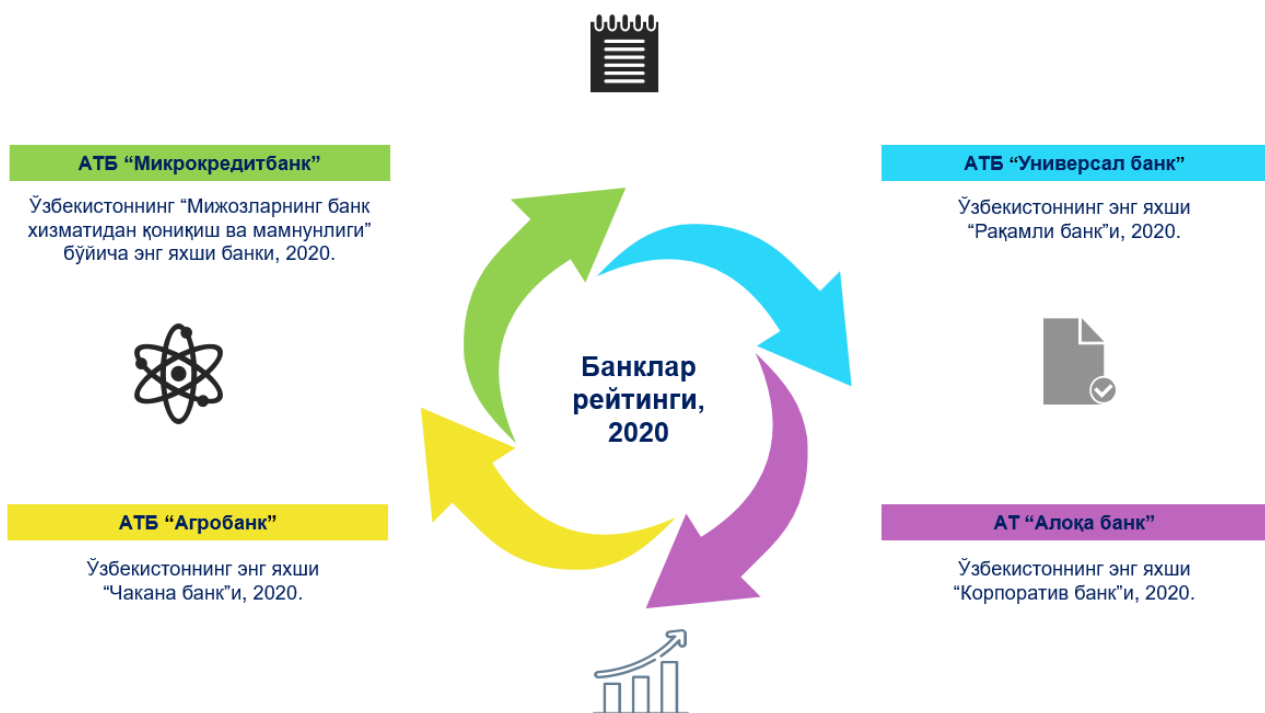 АТБ “Микрокредитбанк”
Ўзбекистоннинг “Мижозларнинг банк
хизматидан қониқиш ва мамнунлиги”
бўйича энг яхши банки, 2020.
АТБ “Универсал банк”
Ўзбекистоннинг энг яхши
“Рақамли банк”и, 2020.
Банклар
рейтинги,
2020
АТБ “Агробанк”
Ўзбекистоннинг энг яхши
“Чакана банк”и, 2020.
АТ “Алоқа банк”
Ўзбекистоннинг энг яхши
“Корпоратив банк”и, 2020.